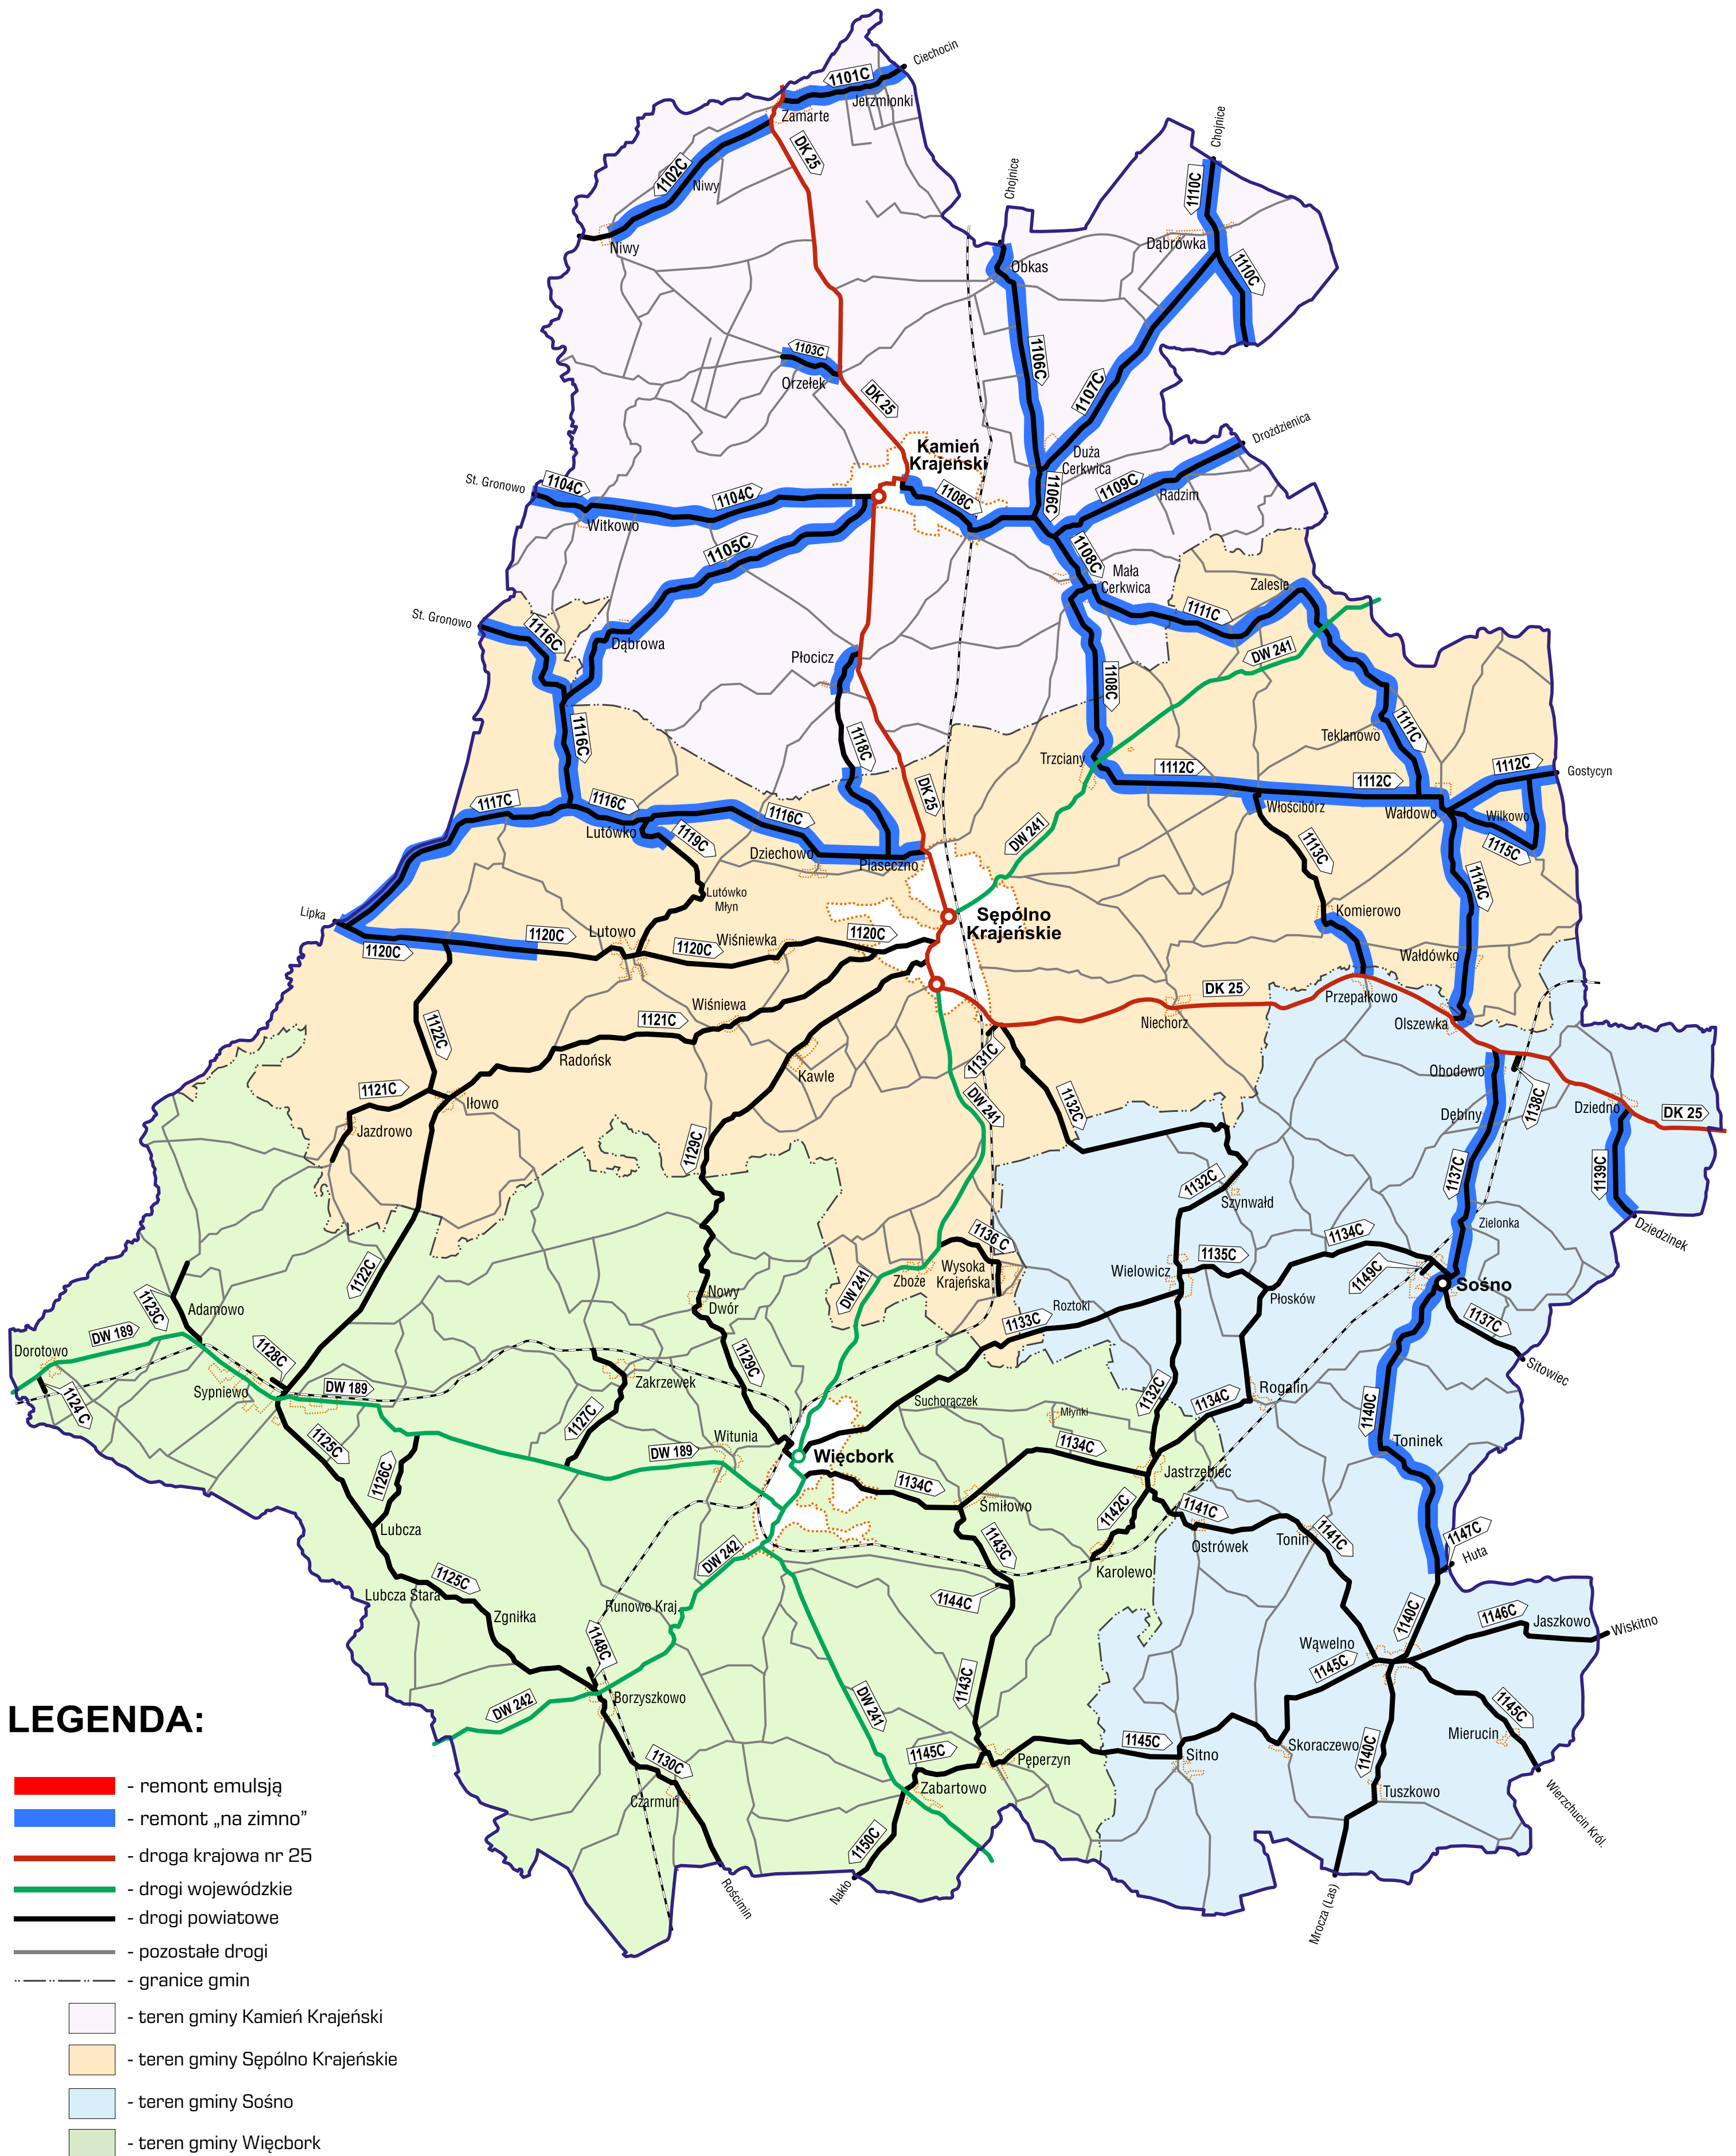 Ciechocin
1101C
Jerzmionki
Zamarte
DK 25
1102C
Niwy
Niwy
Chojnice
Chojnice
1110C
Dąbrówka
1110C
Obkas
1103C
Orzełek
DK 25
1106C
1107C
Kamień
Krajeński
Duża
Cerkwica
Drożdzienica
St. Gronowo
1104C
1104C
Witkowo
1108C
1106C
1109C
Radzim
1105C
1108C
Mała
Cerkwica
Zalesie
1111C
St. Gronowo
1116C
Dąbrowa
Płocicz
DW 241
1108C
1116C
1118C
Teklanowo
1111C
Trzciany
1112C
1112C
1112C
Gostycyn
DK 25
1117C
1116C
1116C
Lutówko
1119C
Dziechowo
Piaseczno
DW 241
Włościbórz
Wałdowo
Wilkowo
1115C
1113C
1114C
Lutówko
Młyn
Lipka
Komierowo
Sępólno
Krajeńskie
1120C
1120C
Lutowo
1120C
Wiśniewka
1120C
Wałdówko
DK 25
Przepałkowo
Niechorz
Olszewka
Wiśniewa
1121C
1122C
Radońsk
Kawle
1131C
Obodowo
1138C
1121C
Iłowo
Jazdrowo
DW 241
1132C
Dębiny
Dziedno
DK 25
1129C
1137C
1139C
1132C
Szynwałd
Zielonka
Dziedzinek
1136 C
1134C
1122C
Zboże
Wysoka
Krajeńska
Wielowicz
1135C
1149C
Sośno
DW 241
Nowy
Dwór
Roztoki
Płosków
1123C
Adamowo
1133C
1137C
DW 189
Dorotowo
1128C
1129C
Sitowiec
Sypniewo
DW 189
Zakrzewek
1124 C
Suchorączek
1132C
1134C
Rogalin
Młynki
1140C
1127C
1125C
Witunia
DW 189
Więcbork
1134C
Toninek
1126C
1134C
Jastrzębiec
Śmiłowo
1142C
1141C
Lubcza
Ostrówek
Tonin
1141C
1147C
Huta
DW 242
1143C
Karolewo
1125C
Lubcza Stara
1144C
Runowo Kraj.
Zgniłka
1140C
1146C
Jaszkowo
Wiskitno
1148C
Wąwelno
1145C
1143C
Borzyszkowo
DW 242
DW 241
1145C
Mierucin
1145C
1145C
Skoraczewo
1140C
1130C
Pęperzyn
Sitno
Zabartowo
Czarmuń
Tuszkowo
Wierzchucin Król.
1150C
Rościmin
Nakło
Mrocza (Las)
LEGENDA:
- remont emulsją
- remont „na zimno”
- droga krajowa nr 25
- drogi wojewódzkie
- drogi powiatowe
- pozostałe drogi
- granice gmin
- teren gminy Kamień Krajeński
- teren gminy Sępólno Krajeńskie
- teren gminy Sośno
- teren gminy Więcbork